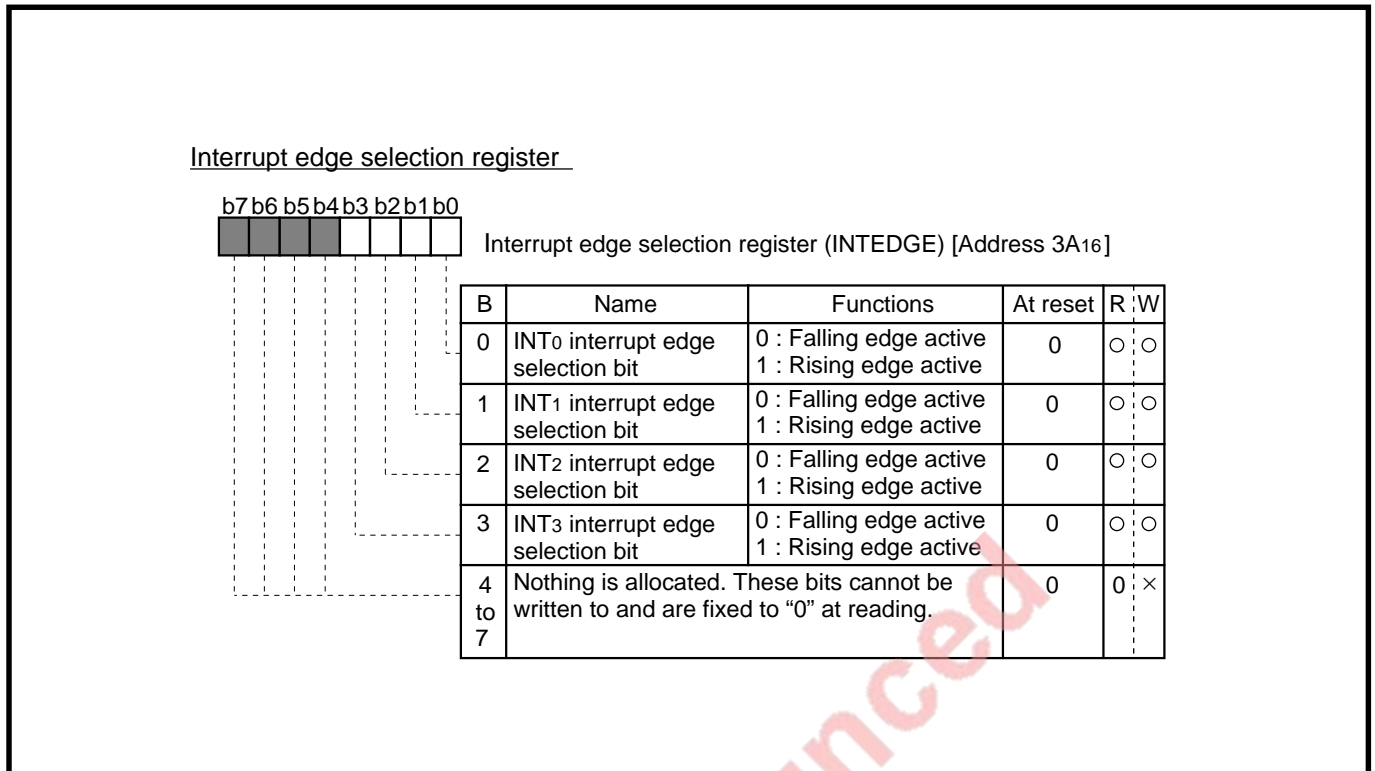 Interrupt edge selection register
b7 b6 b5 b4 b3 b2 b1 b0
Interrupt edge selection register (INTEDGE) [Address 3A16]
B Name Functions At reset R W
0 INT0 interrupt edge selection bit 0 : Falling edge active 0 ○ ○
1 : Rising edge active
1 INT1 interrupt edge selection bit 0 : Falling edge active 0 ○ ○
1 : Rising edge active
2 INT2 interrupt edge selection bit 0 : Falling edge active 0 ○ ○
1 : Rising edge active
3 INT3 interrupt edge selection bit 0 : Falling edge active 0 ○ ○
1 : Rising edge active
4 Nothing is allocated. These bits cannot be 0 0 ×
to written to and are fixed to “0” at reading.
7